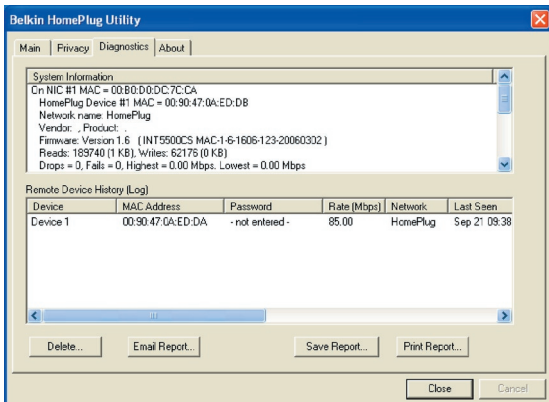 Belkin HomePlug Utility
Main Privacy Diagnostics About
System Information
On NIC #1 MAC = 00:B0:D0:DC:7C:CA
HomePlug Device #1 MAC = 00:90:47:0A:ED:DB
Network name: HomePlug
Vendor: , Product: .
Firmware: Version 1.6 ( INT5500CS MAC-1-6-1606-123-20060302 )
Reads: 189740 (1 KB), Writes: 62176 (0 KB)
Drops = 0, Fails = 0, Highest = 0.00 Mbps. Lowest = 0.00 Mbps
Remote Device History (Log)
Device MAC Address Password Rate (Mbps) Network Last Seen
Device 1 00:90:47:0A:ED:DA - not entered - 85.00 HomePlug Sep 21 09:38
Delete... Email Report... Save Report... Print Report...
Close Cancel